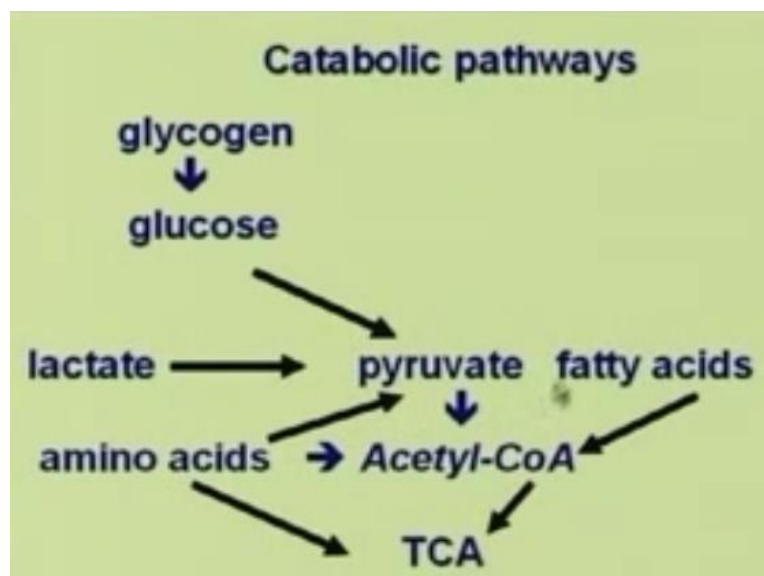 Catabolic pathways
glycogen
glucose
lactate pyruvate fatty acids
amino acids Acetyl-CoA
TCA